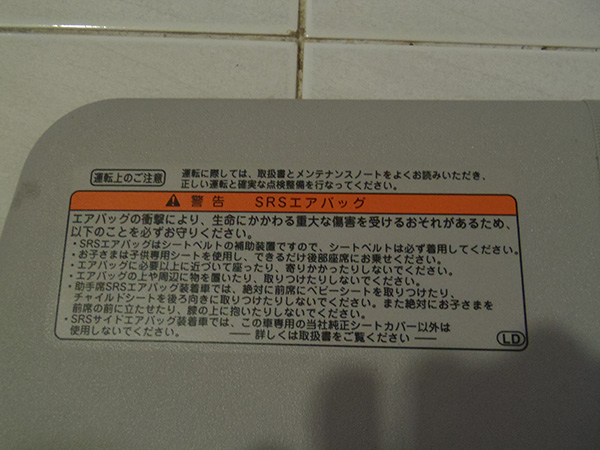 運転上のご注意
運転に際しては、取扱書とメンテナンスノートをよくお読みいただき、
正しい運転と確実な点検整備を行なってください。
警告 SRSエアバッグ
エアバッグの衝撃により、生命にかかわる重大な傷害を受けるおそれがあるため、
以下のことを必ずお守りください。
・SRSエアバッグはシートベルトの補助装置ですので、シートベルトは必ず着用してください。
・お子さまは子供専用シートを使用し、できるだけ後部座席にお乗せください。
・エアバッグに必要以上に近づいて座ったり、寄りかかったりしないでください。
・エアバッグの上や周辺に物を置いたり、取りつけたりしないでください。
・助手席SRSエアバッグ装着車では、絶対に前席にベビーシートを取りつけたり、
チャイルドシートを後ろ向きに取りつけたりしないでください。また絶対にお子さまを
前席の前に立たせたり、膝の上に抱いたりしないでください。
・SRSサイドエアバッグ装着車では、この車専用の当社純正シートカバー以外は
使用しないでください。 ── 詳しくは取扱書をご覧ください ──
LD